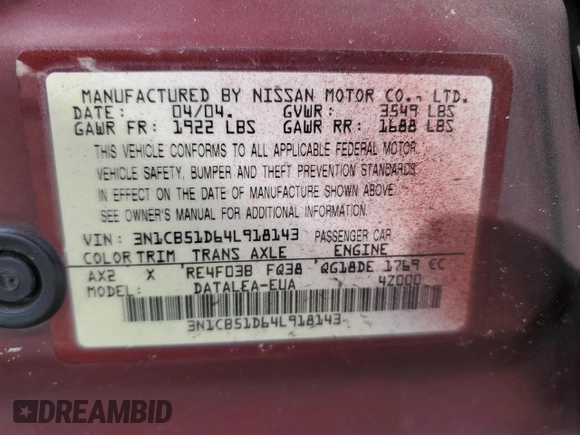 MANUFACTURED BY NISSAN MOTOR CO., LTD.
DATE: 04/04. GVWR: 3549 LBS
GAWR FR: 1922 LBS GAWR RR: 1688 LBS
THIS VEHICLE CONFORMS TO ALL APPLICABLE FEDERAL MOTOR
VEHICLE SAFETY, BUMPER AND THEFT PREVENTION STANDARDS
IN EFFECT ON THE DATE OF MANUFACTURE SHOWN ABOVE.
SEE OWNER'S MANUAL FOR ADDITIONAL INFORMATION.
VIN: 3N1CB51D64L918143 PASSENGER CAR
COLOR TRIM TRANS AXLE ENGINE
AX2 X RE4F03B FQ38 QG18DE 1769 CC
MODEL: DATALEA-EUA 4Z000
3N1CB51D64L918143
DREAMBID